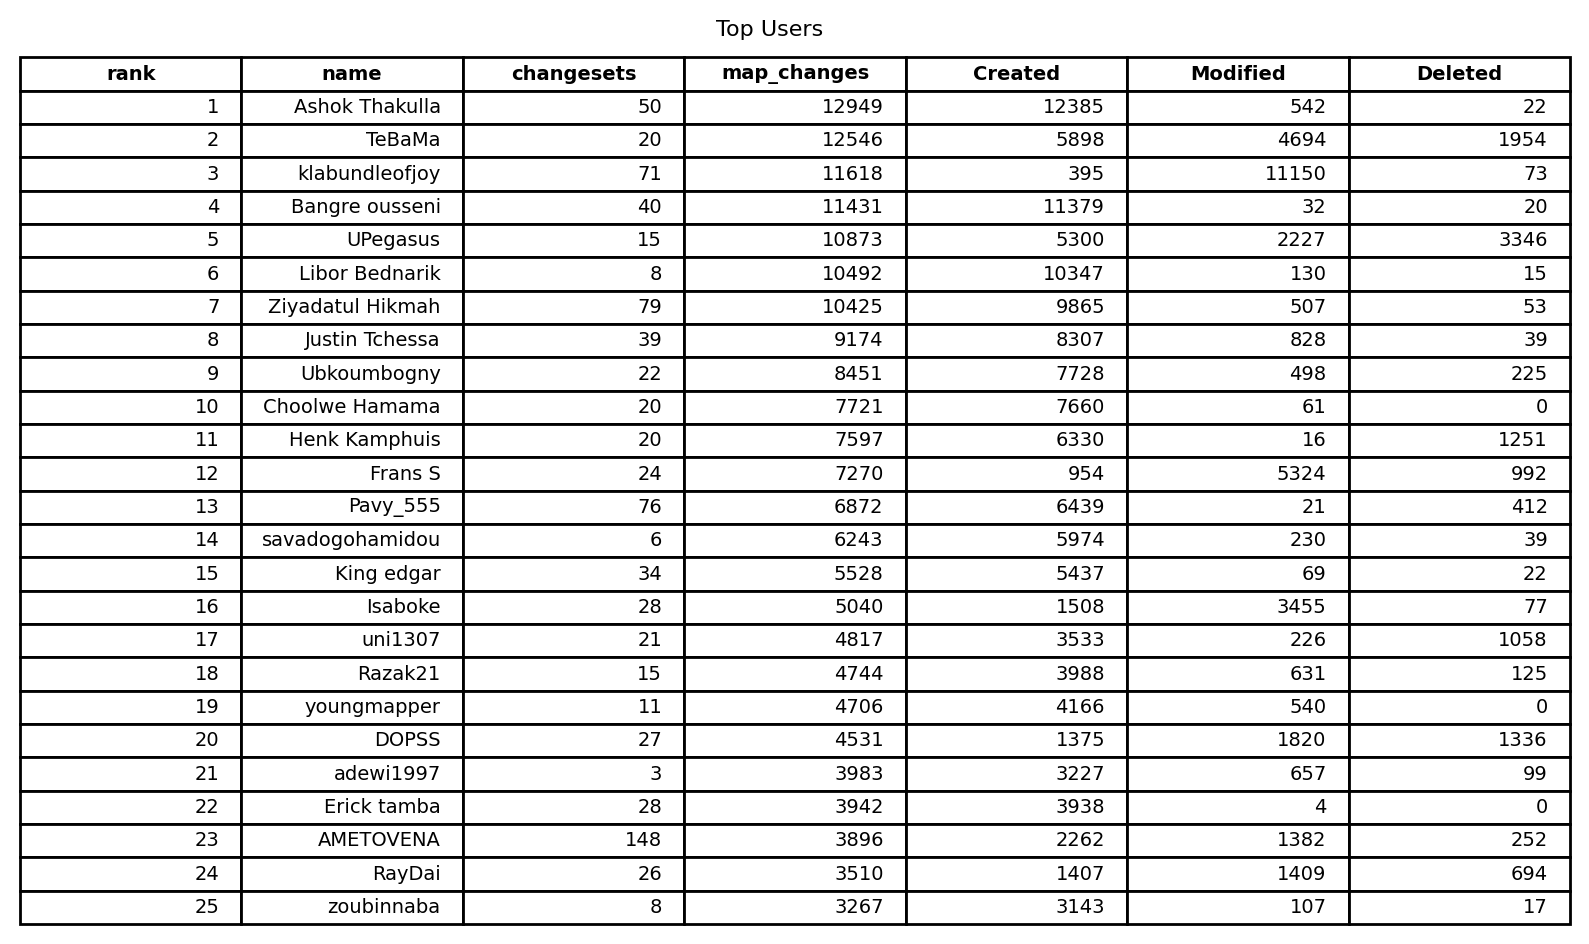 Top Users
rank name changesets map_changes Created Modified Deleted
1 Ashok Thakulla 50 12949 12385 542 22
2 TeBaMa 20 12546 5898 4694 1954
3 klabundleofjoy 71 11618 395 11150 73
4 Bangre ousseni 40 11431 11379 32 20
5 UPegasus 15 10873 5300 2227 3346
6 Libor Bednarik 8 10492 10347 130 15
7 Ziyadatul Hikmah 79 10425 9865 507 53
8 Justin Tchessa 39 9174 8307 828 39
9 Ubkoumbogny 22 8451 7728 498 225
10 Choolwe Hamama 20 7721 7660 61 0
11 Henk Kamphuis 20 7597 6330 16 1251
12 Frans S 24 7270 954 5324 992
13 Pavy_555 76 6872 6439 21 412
14 savadogohamidou 6 6243 5974 230 39
15 King edgar 34 5528 5437 69 22
16 Isaboke 28 5040 1508 3455 77
17 uni1307 21 4817 3533 226 1058
18 Razak21 15 4744 3988 631 125
19 youngmapper 11 4706 4166 540 0
20 DOPSS 27 4531 1375 1820 1336
21 adewi1997 3 3983 3227 657 99
22 Erick tamba 28 3942 3938 4 0
23 AMETOVENA 148 3896 2262 1382 252
24 RayDai 26 3510 1407 1409 694
25 zoubinnaba 8 3267 3143 107 17